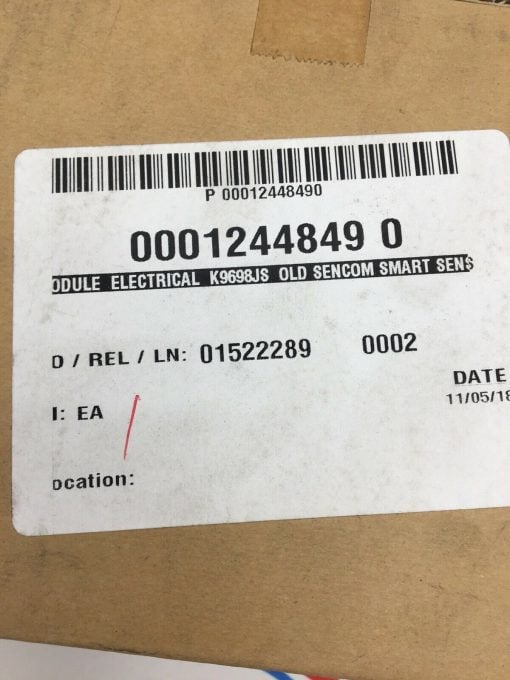 P 00012448490
0001244849 0
ODULE ELECTRICAL K9698JS OLD SENCOM SMART SENS
O / REL / LN: 01522289 0002
DATE
I: EA
11/05/18
ocation: